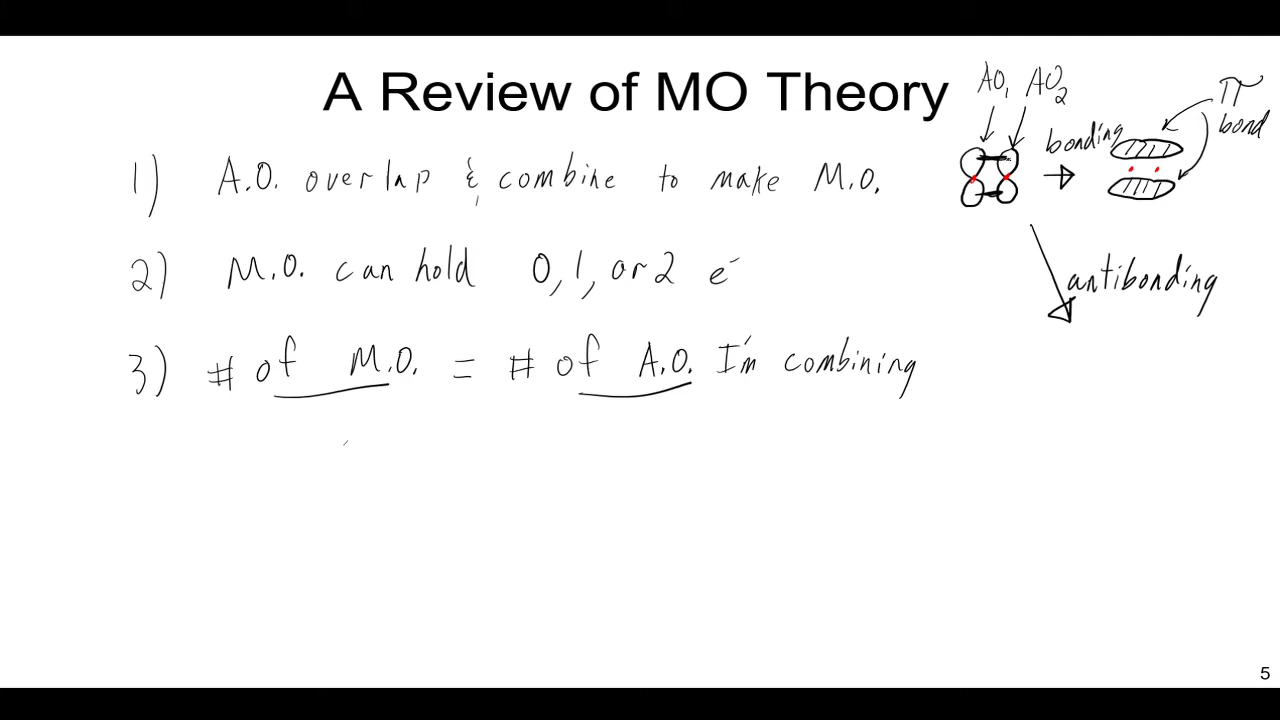 A Review of MO Theory
AO₁ AO₂
bonding
π
bond
1) A.O. overlap & combine to make M.O.
2) M.O. can hold 0, 1, or 2 e⁻
antibonding
3) # of M.O. = # of A.O. I'm combining
5